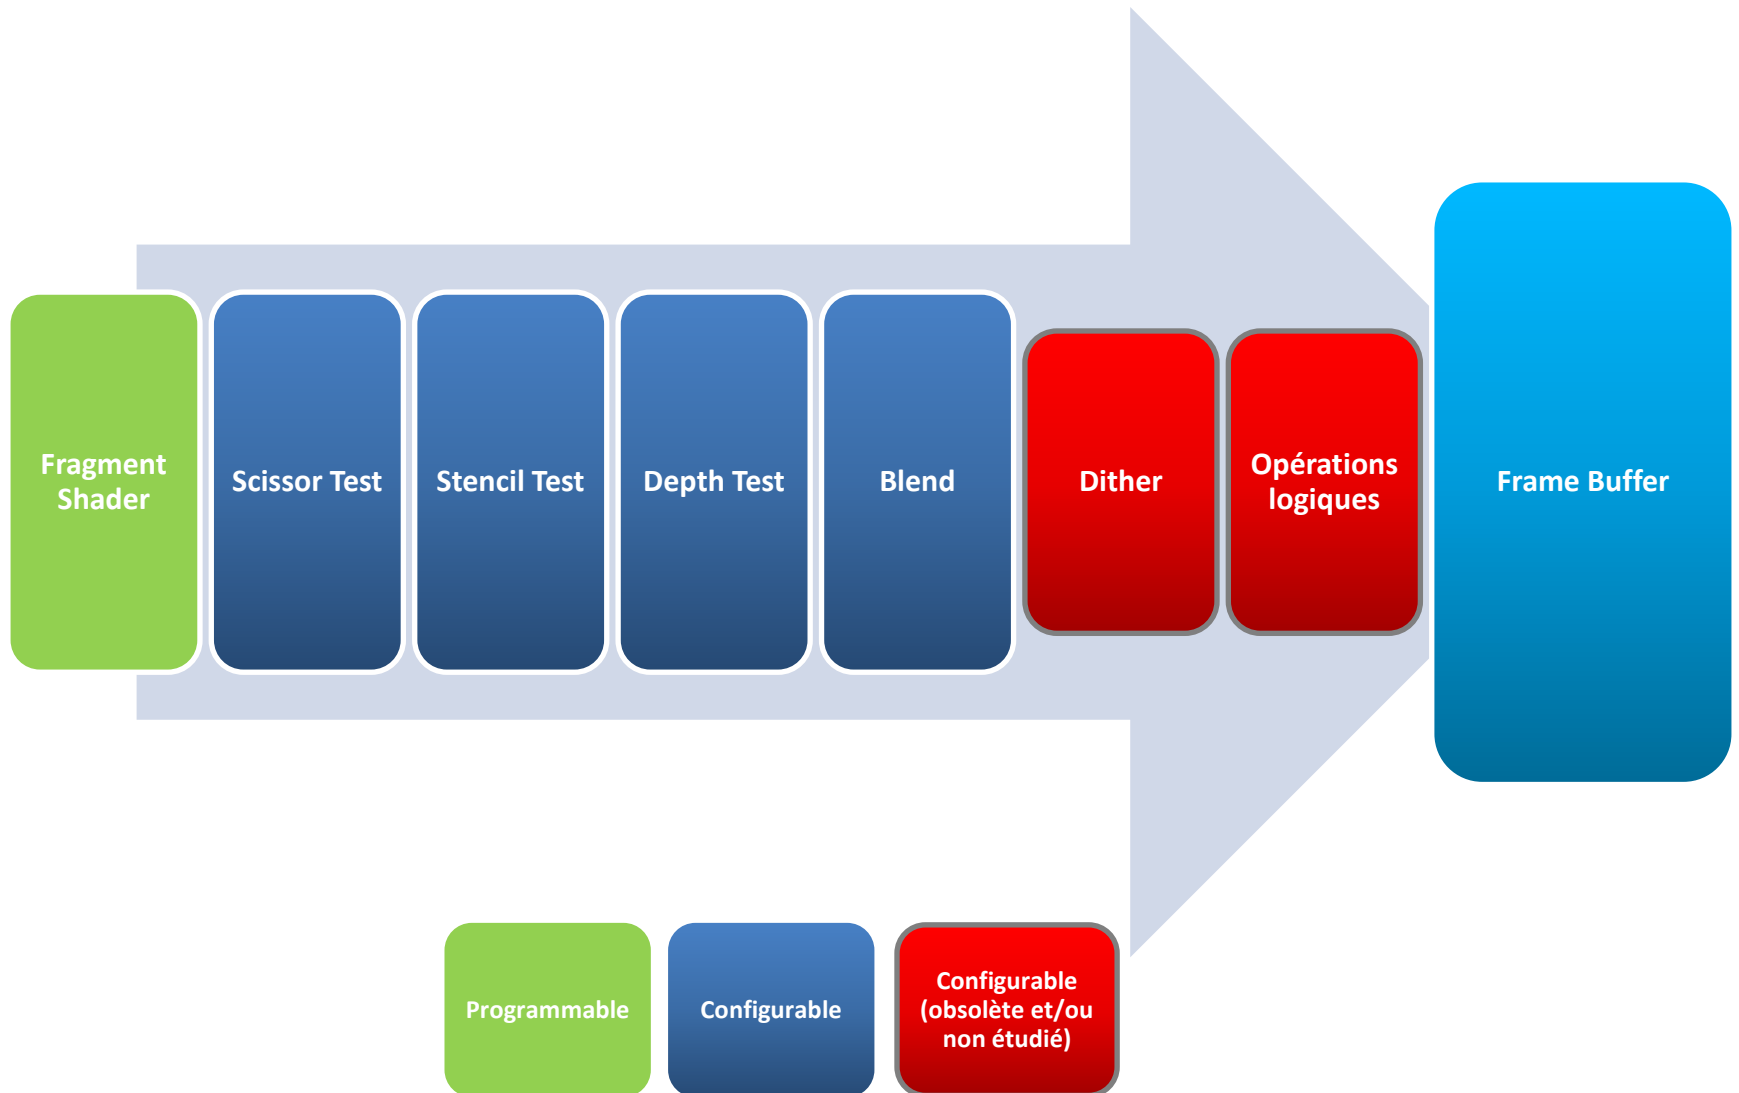 Fragment
Shader
Scissor Test
Stencil Test
Depth Test
Blend
Dither
Opérations
logiques
Frame Buffer
Programmable
Configurable
Configurable
(obsolète et/ou
non étudié)